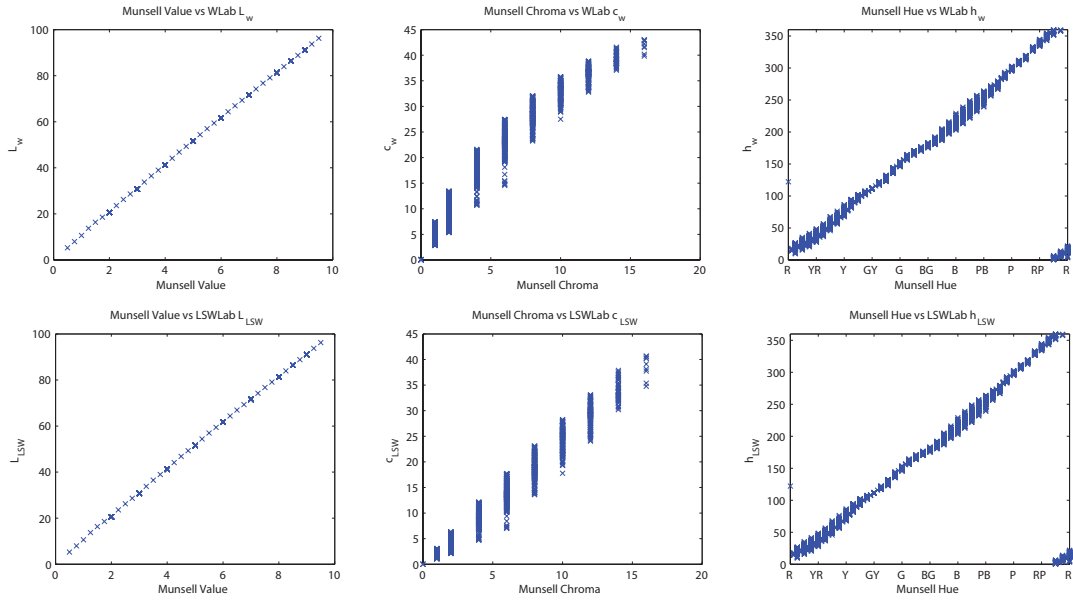 Munsell Value vs WLab L_w
100
80
60
40
20
0
0 2 4 6 8 10
L_w
Munsell Value
Munsell Chroma vs WLab c_w
45
40
35
30
25
20
15
10
5
0
0 5 10 15 20
c_w
Munsell Chroma
Munsell Hue vs WLab h_w
350
300
250
200
150
100
50
0
R YR Y GY G BG B PB P RP R
h_w
Munsell Hue
Munsell Value vs LSWLab L_LSW
100
80
60
40
20
0
0 2 4 6 8 10
L_LSW
Munsell Value
Munsell Chroma vs LSWLab c_LSW
45
40
35
30
25
20
15
10
5
0
0 5 10 15 20
c_LSW
Munsell Chroma
Munsell Hue vs LSWLab h_LSW
350
300
250
200
150
100
50
0
R YR Y GY G BG B PB P RP R
h_LSW
Munsell Hue